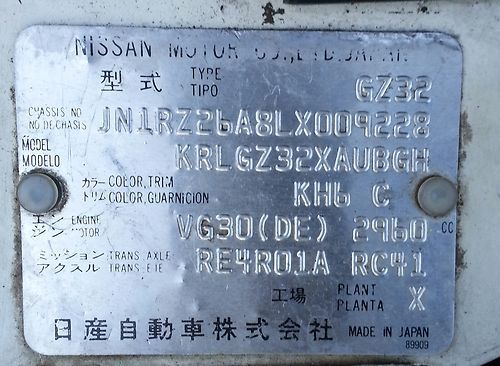 NISSAN MOTOR CO.,LTD.JAPAN
型式 TYPE TIPO GZ32
CHASSIS NO NO DE CHASIS JN1RZ26A8LX009228
MODEL MODELO KRLGZ32XAUBGH
カラー COLOR,TRIM トリム COLOR,GUARNICION KH6 C
エンジン ENGINE MOTOR VG30(DE) 2960 CC
ミッション TRANS. AXLE アクスル TRANS-EJE RE4R01A RC41
工場 PLANT PLANTA X
日産自動車株式会社 MADE IN JAPAN
89909